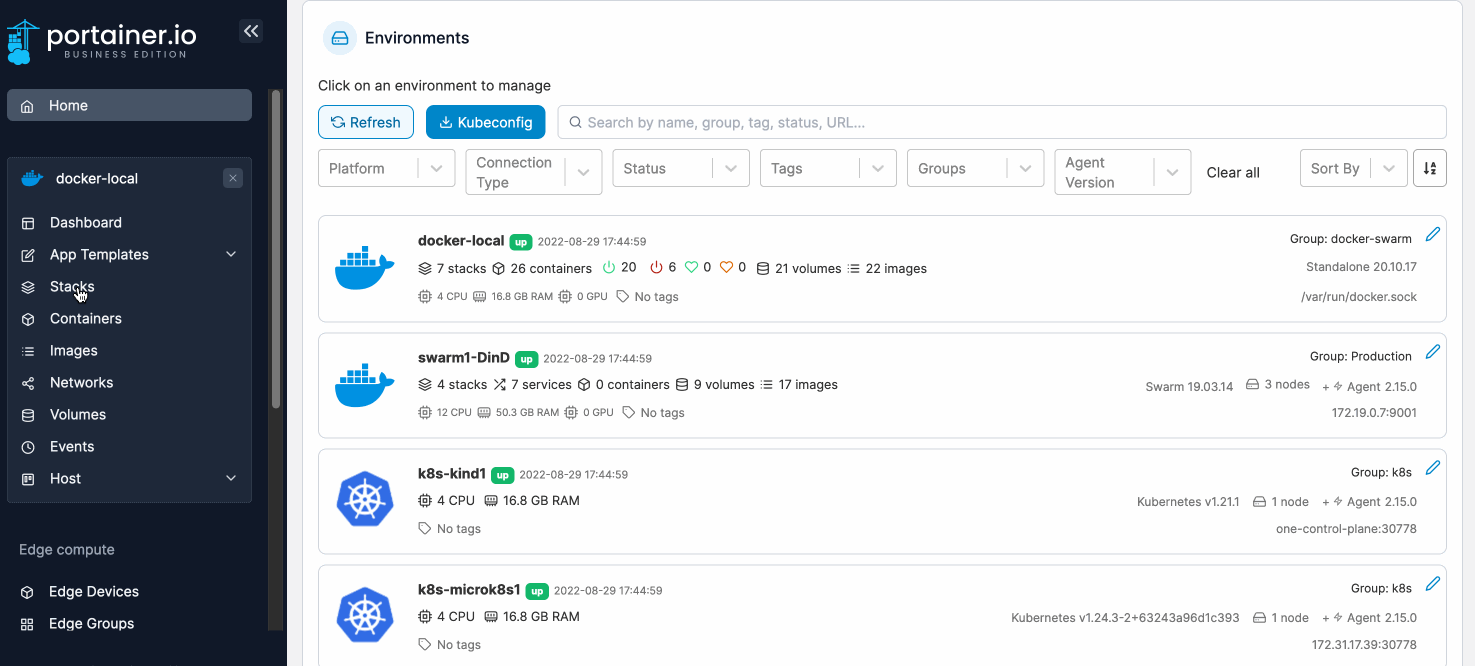 portainer.io
BUSINESS EDITION
Home
docker-local
Dashboard
App Templates
Stacks
Containers
Images
Networks
Volumes
Events
Host
Edge compute
Edge Devices
Edge Groups
Environments
Click on an environment to manage
Refresh Kubeconfig Search by name, group, tag, status, URL...
Platform Connection Type Status Tags Groups Agent Version Clear all Sort By
docker-local up 2022-08-29 17:44:59 Group: docker-swarm
7 stacks 26 containers 20 6 0 0 21 volumes 22 images Standalone 20.10.17
4 CPU 16.8 GB RAM 0 GPU No tags /var/run/docker.sock
swarm1-DinD up 2022-08-29 17:44:59 Group: Production
4 stacks 7 services 0 containers 9 volumes 17 images Swarm 19.03.14 3 nodes + Agent 2.15.0
12 CPU 50.3 GB RAM 0 GPU No tags 172.19.0.7:9001
k8s-kind1 up 2022-08-29 17:44:59 Group: k8s
4 CPU 16.8 GB RAM Kubernetes v1.21.1 1 node + Agent 2.15.0
No tags one-control-plane:30778
k8s-microk8s1 up 2022-08-29 17:44:59 Group: k8s
4 CPU 16.8 GB RAM Kubernetes v1.24.3-2+63243a96d1c393 1 node + Agent 2.15.0
No tags 172.31.17.39:30778